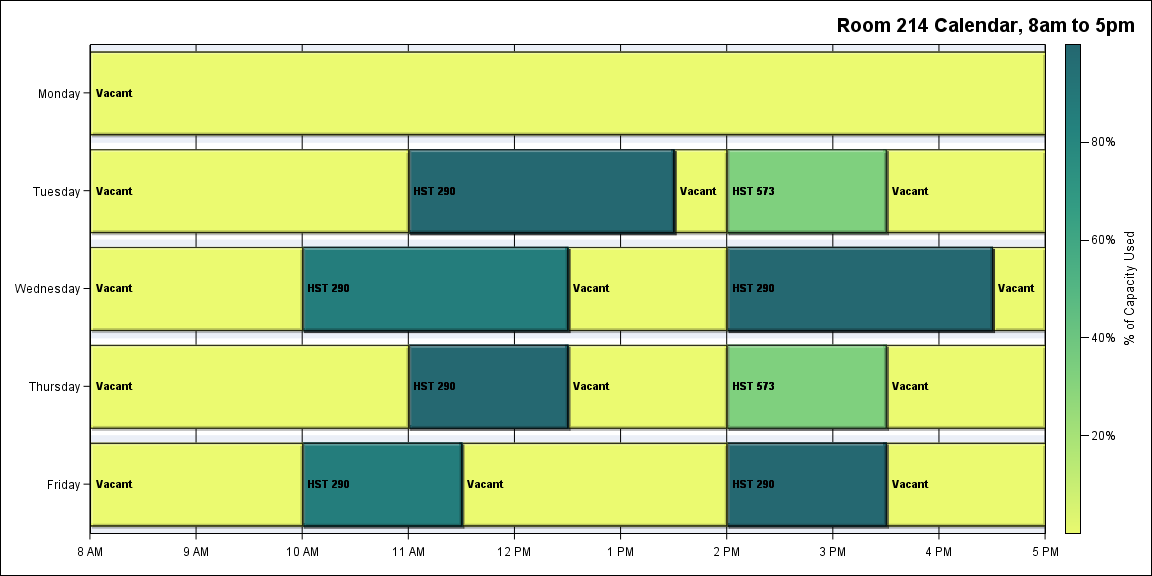 Room 214 Calendar, 8am to 5pm
Monday
Vacant
Tuesday
Vacant
HST 290
Vacant
HST 573
Vacant
Wednesday
Vacant
HST 290
Vacant
HST 290
Vacant
Thursday
Vacant
HST 290
Vacant
HST 573
Vacant
Friday
Vacant
HST 290
Vacant
HST 290
Vacant
8 AM
9 AM
10 AM
11 AM
12 PM
1 PM
2 PM
3 PM
4 PM
5 PM
80%
60%
40%
20%
% of Capacity Used